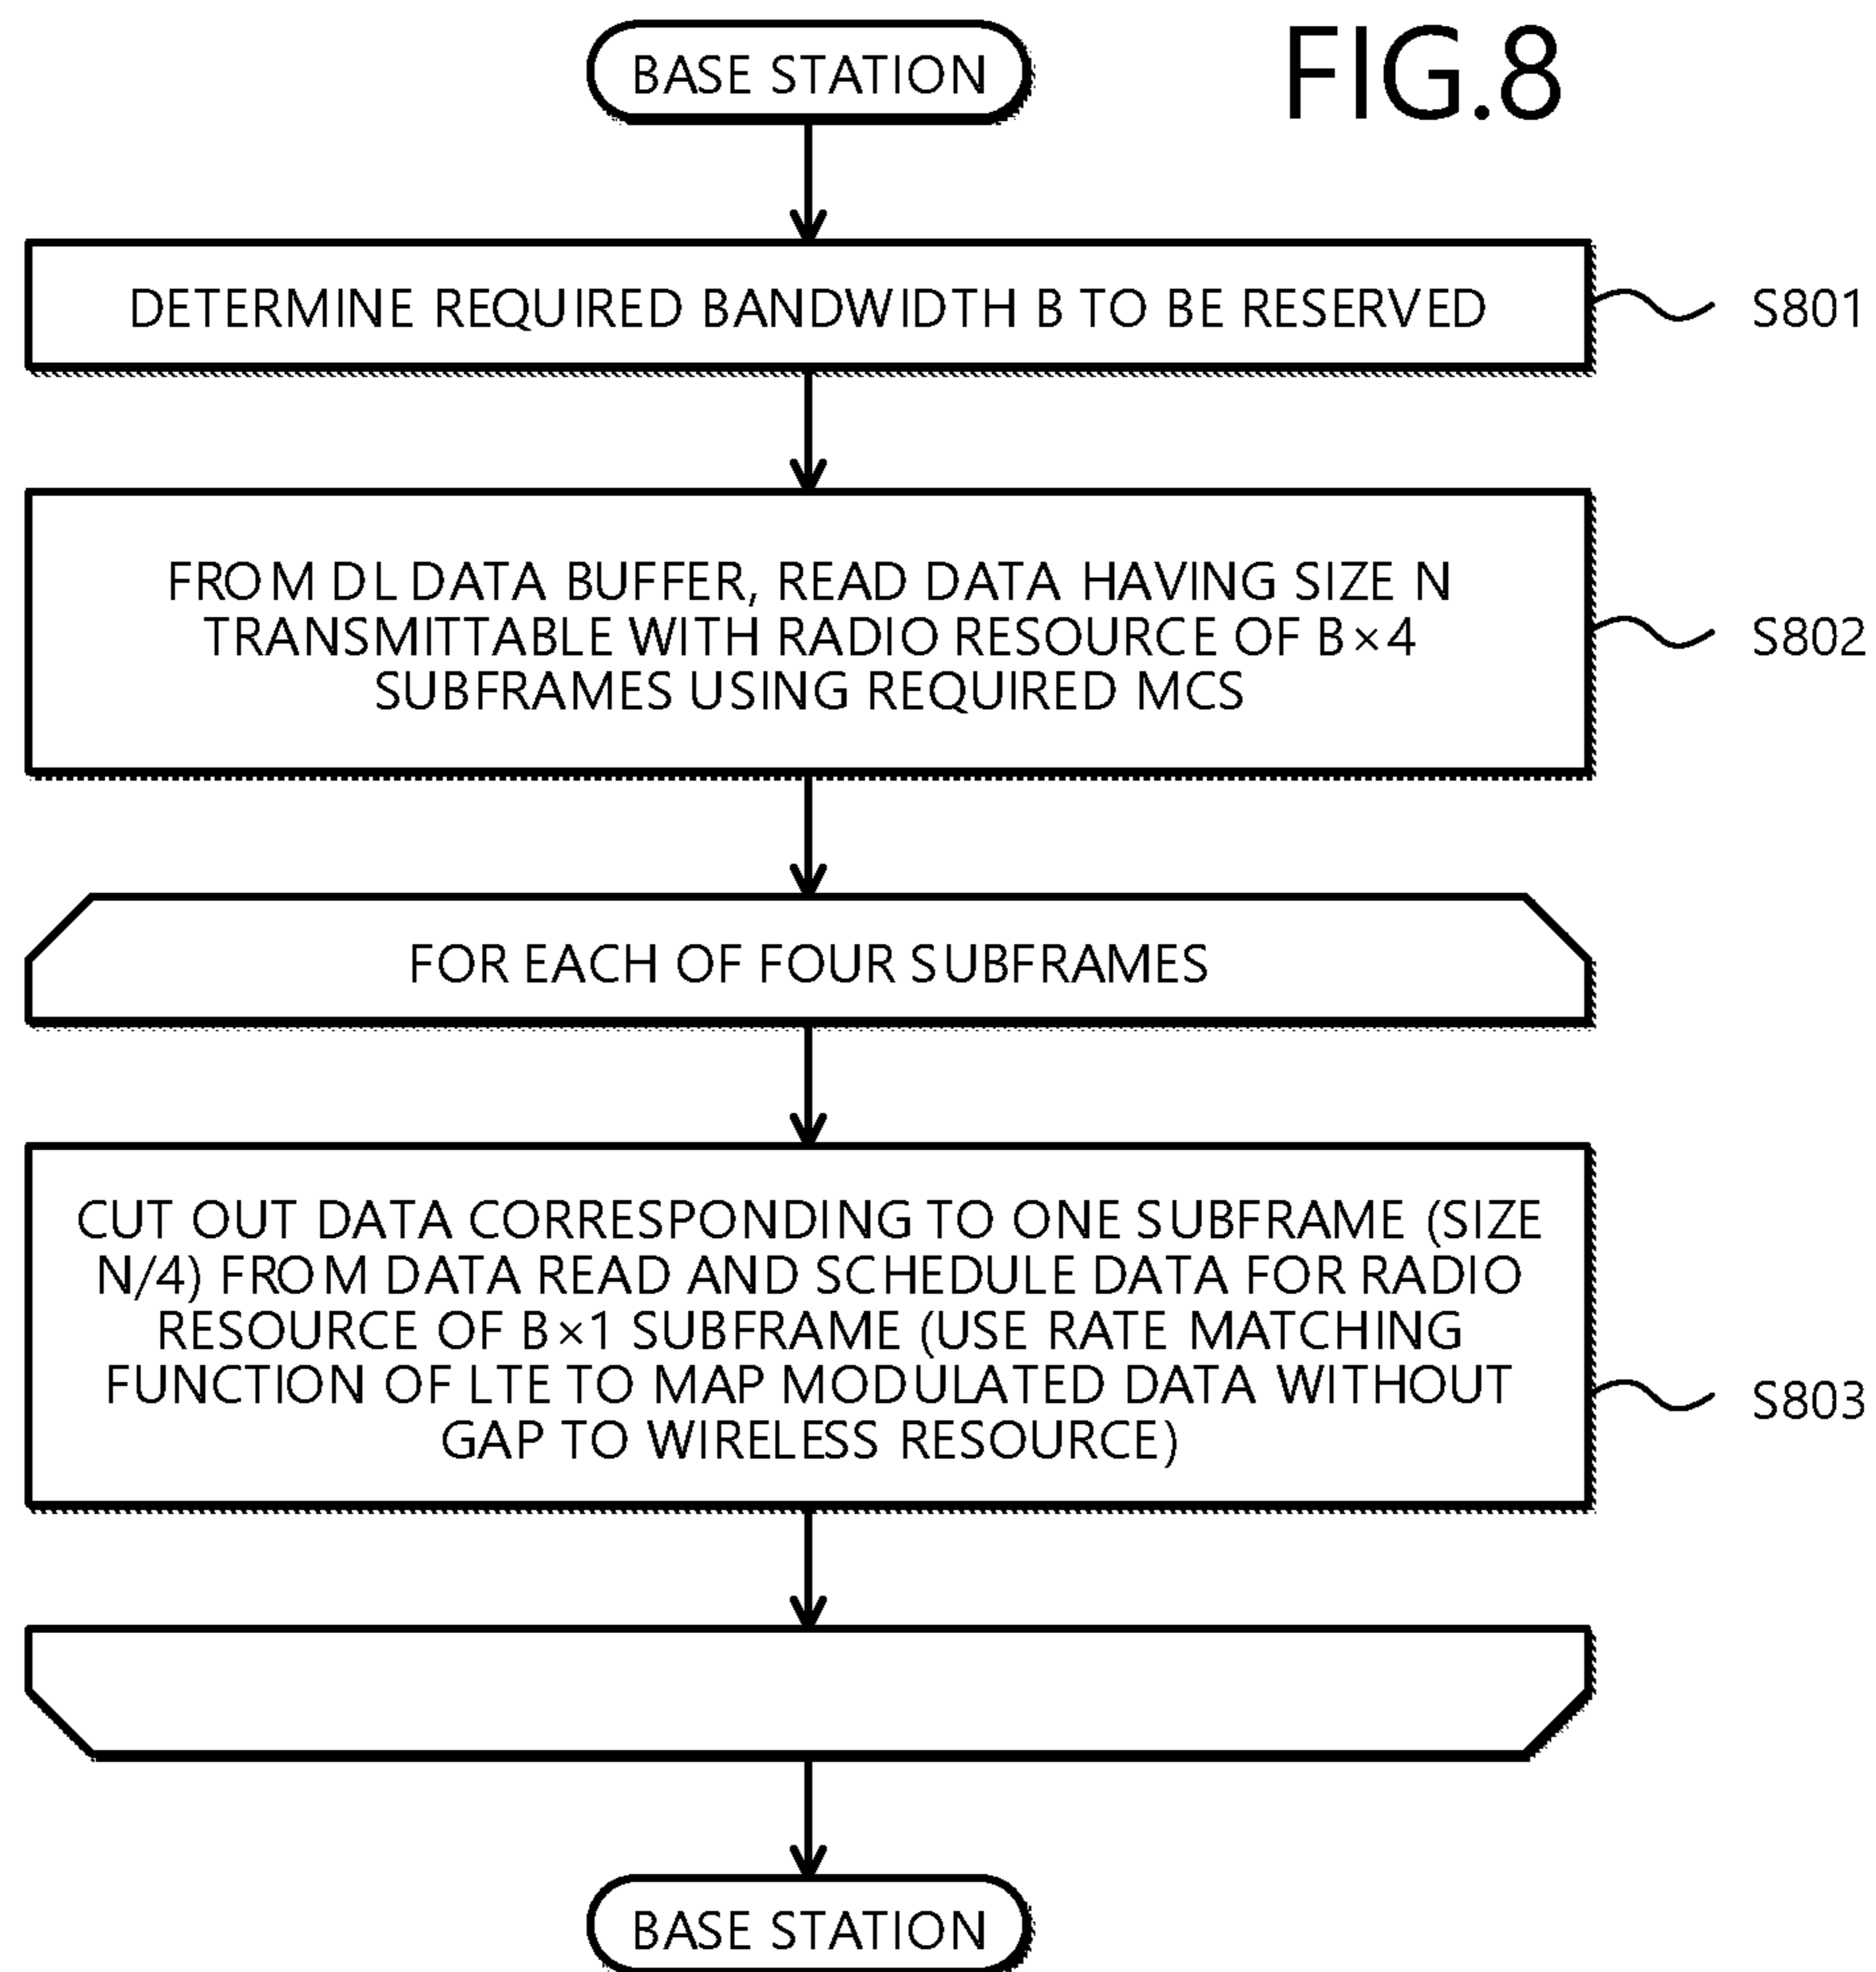 FIG.8
BASE STATION
DETERMINE REQUIRED BANDWIDTH B TO BE RESERVED
S801
FROM DL DATA BUFFER, READ DATA HAVING SIZE N
TRANSMITTABLE WITH RADIO RESOURCE OF B×4
SUBFRAMES USING REQUIRED MCS
S802
FOR EACH OF FOUR SUBFRAMES
CUT OUT DATA CORRESPONDING TO ONE SUBFRAME (SIZE
N/4) FROM DATA READ AND SCHEDULE DATA FOR RADIO
RESOURCE OF B×1 SUBFRAME (USE RATE MATCHING
FUNCTION OF LTE TO MAP MODULATED DATA WITHOUT
GAP TO WIRELESS RESOURCE)
S803
BASE STATION